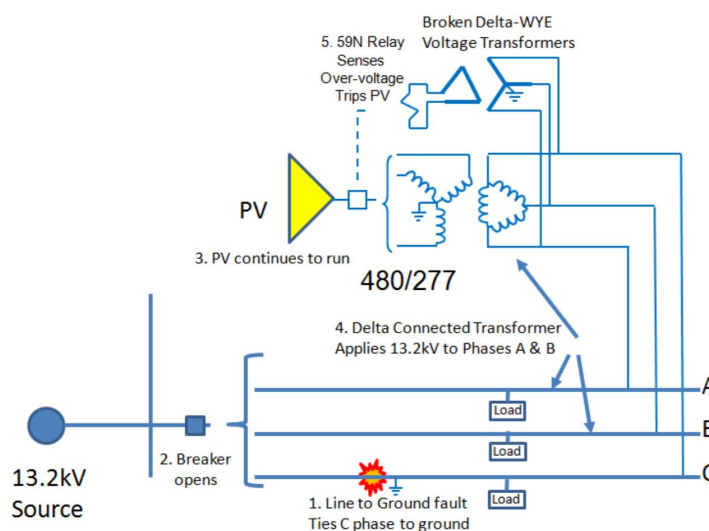 Broken Delta-WYE
Voltage Transformers
5. 59N Relay
Senses
Over-voltage
Trips PV
PV
3. PV continues to run
480/277
4. Delta Connected Transformer
Applies 13.2kV to Phases A & B
A
Load
B
Load
C
Load
2. Breaker
opens
13.2kV
Source
1. Line to Ground fault
Ties C phase to ground